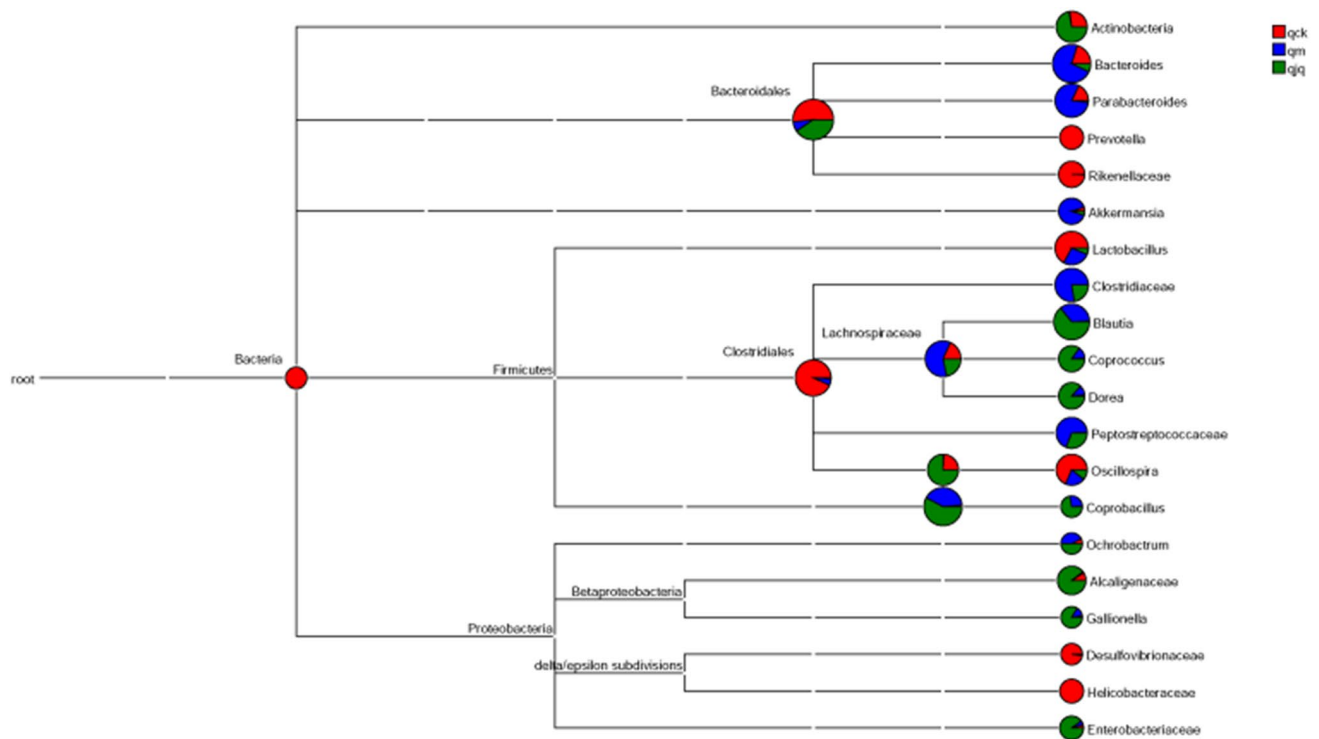 Actinobacteria
qck
qm
qjq
Bacteroides
Bacteroidales
Parabacteroides
Prevotella
Rikenellaceae
Akkermansia
Lactobacillus
Clostridiaceae
Blautia
Lachnospiraceae
Clostridiales
Bacteria
Coprococcus
Firmicutes
root
Dorea
Peptostreptococcaceae
Oscillospira
Coprobacillus
Ochrobactrum
Alcaligenaceae
Betaproteobacteria
Gallionella
Proteobacteria
Desulfovibrionaceae
delta/epsilon subdivisions
Helicobacteraceae
Enterobacteriaceae